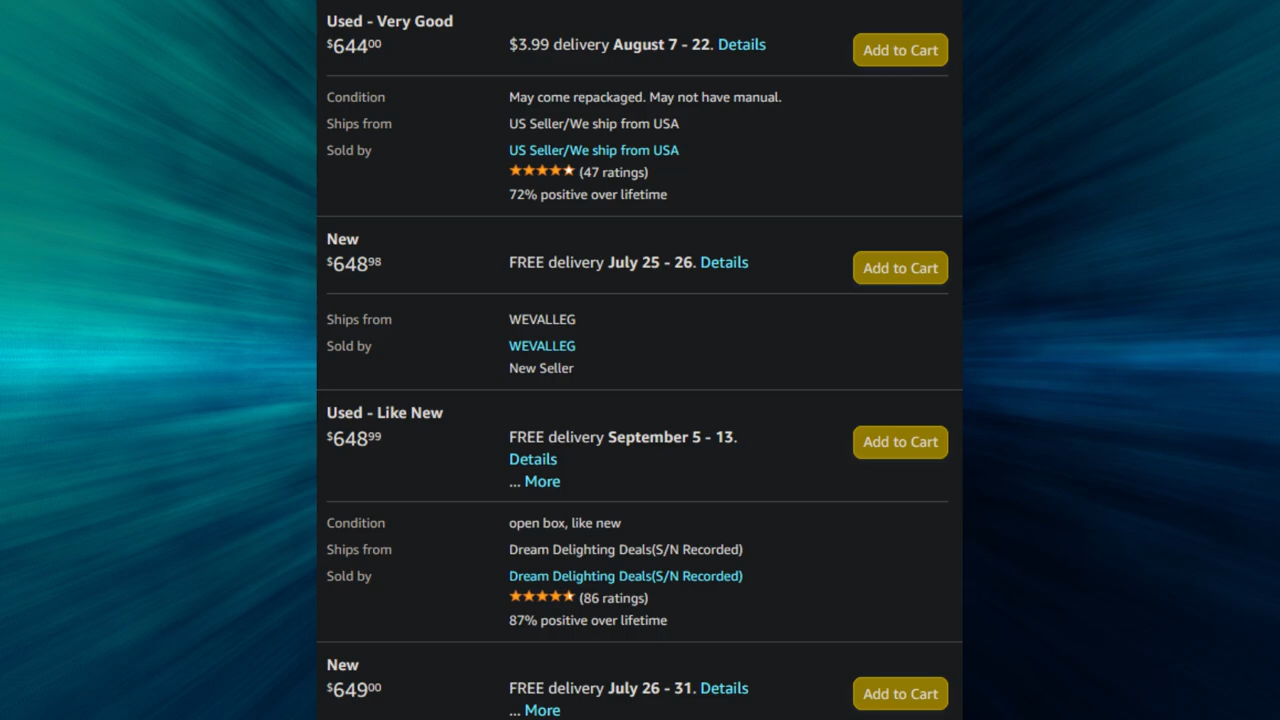 Used - Very Good
$644.00 $3.99 delivery August 7 - 22. Details Add to Cart
Condition May come repackaged. May not have manual.
Ships from US Seller/We ship from USA
Sold by US Seller/We ship from USA
(47 ratings)
72% positive over lifetime
New
$648.98 FREE delivery July 25 - 26. Details Add to Cart
Ships from WEVALLEG
Sold by WEVALLEG
New Seller
Used - Like New
$648.99 FREE delivery September 5 - 13. Add to Cart
Details
... More
Condition open box, like new
Ships from Dream Delighting Deals(S/N Recorded)
Sold by Dream Delighting Deals(S/N Recorded)
(86 ratings)
87% positive over lifetime
New
$649.00 FREE delivery July 26 - 31. Details Add to Cart
... More